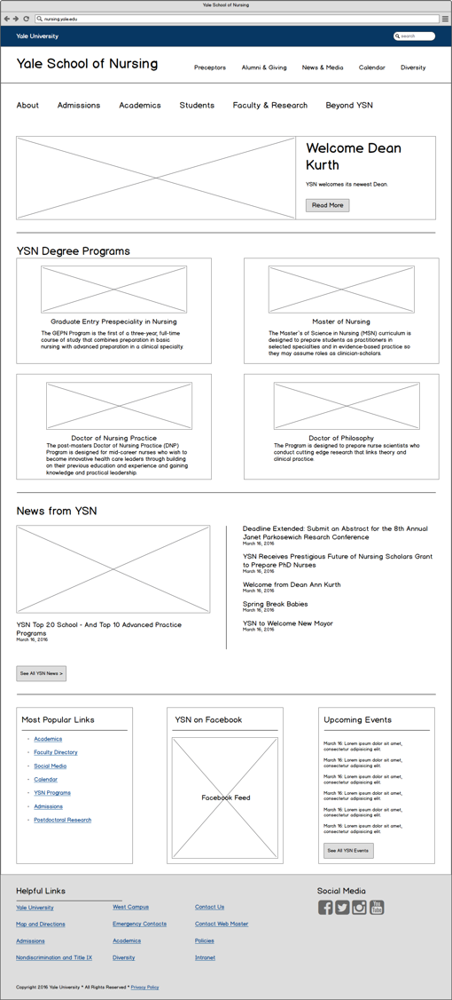 Yale School of Nursing
nursing.yale.edu
Yale University
search
Yale School of Nursing
Preceptors
Alumni & Giving
News & Media
Calendar
Diversity
About
Admissions
Academics
Students
Faculty & Research
Beyond YSN
Welcome Dean
Kurth
YSN welcomes its newest Dean
Read More
YSN Degree Programs
Graduate Entry Prespeciality in Nursing
The GEPN Program is the first of a three-year, full-time
course of study that combines preparation in basic
nursing with advanced preparation in a clinical specialty.
Master of Nursing
The Master's of Science in Nursing (MSN) curriculum is
designed to prepare students as practitioners in
selected specialties and in evidence-based practice so
they may assume roles as clinician-scholars.
Doctor of Nursing Practice
The post-masters Doctor of Nursing Practice (DNP)
Program is designed for mid-career nurses who wish to
become innovative health care leaders through building
on their previous education and experience and gaining
knowledge and practical leadership.
Doctor of Philosophy
The Program is designed to prepare nurse scientists who
conduct cutting edge research that links theory and
clinical practice.
News from YSN
YSN Top 20 School - And Top 10 Advanced Practice
Programs
March 16, 2016
Deadline Extended: Submit an Abstract for the 8th Annual
Janet Parkosewich Resarch Conference
March 16, 2016
YSN Receives Prestigious Future of Nursing Scholars Grant
to Prepare PhD Nurses
March 16, 2016
Welcome from Dean Ann Kurth
March 16, 2016
Spring Break Babies
March 16, 2016
YSN to Welcome New Mayor
March 16, 2016
See All YSN News >
Most Popular Links
Academics
Faculty Directory
Social Media
Calendar
YSN Programs
Admissions
Postdoctoral Research
YSN on Facebook
Facebook Feed
Upcoming Events
March 16: Lorem ipsum dolor sit amet,
consectetur adipisicing elit.
March 16: Lorem ipsum dolor sit amet,
consectetur adipisicing elit.
March 16: Lorem ipsum dolor sit amet,
consectetur adipisicing elit.
March 16: Lorem ipsum dolor sit amet,
consectetur adipisicing elit.
March 16: Lorem ipsum dolor sit amet,
consectetur adipisicing elit.
March 16: Lorem ipsum dolor sit amet,
consectetur adipisicing elit.
See All YSN Events
Helpful Links
Yale University
Map and Directions
Admissions
Nondiscrimination and Title IX
West Campus
Emergency Contacts
Academics
Diversity
Contact Us
Contact Web Master
Policies
Intranet
Social Media
You
Tube
Copyright 2016 Yale University * All Rights Reserved * Privacy Policy